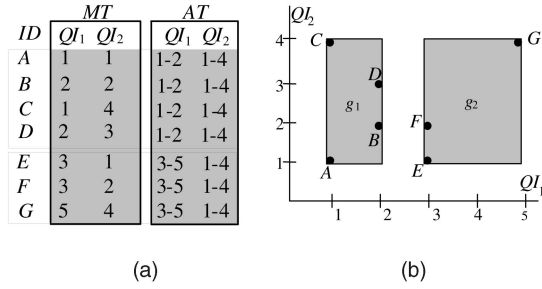 MT AT
ID QI₁ QI₂ QI₁ QI₂
A 1 1 1-2 1-4
B 2 2 1-2 1-4
C 1 4 1-2 1-4
D 2 3 1-2 1-4
E 3 1 3-5 1-4
F 3 2 3-5 1-4
G 5 4 3-5 1-4
(a)
QI₂
4 C G
3 D
g₁ g₂
2 B F
1 A E
QI₁
1 2 3 4 5
(b)